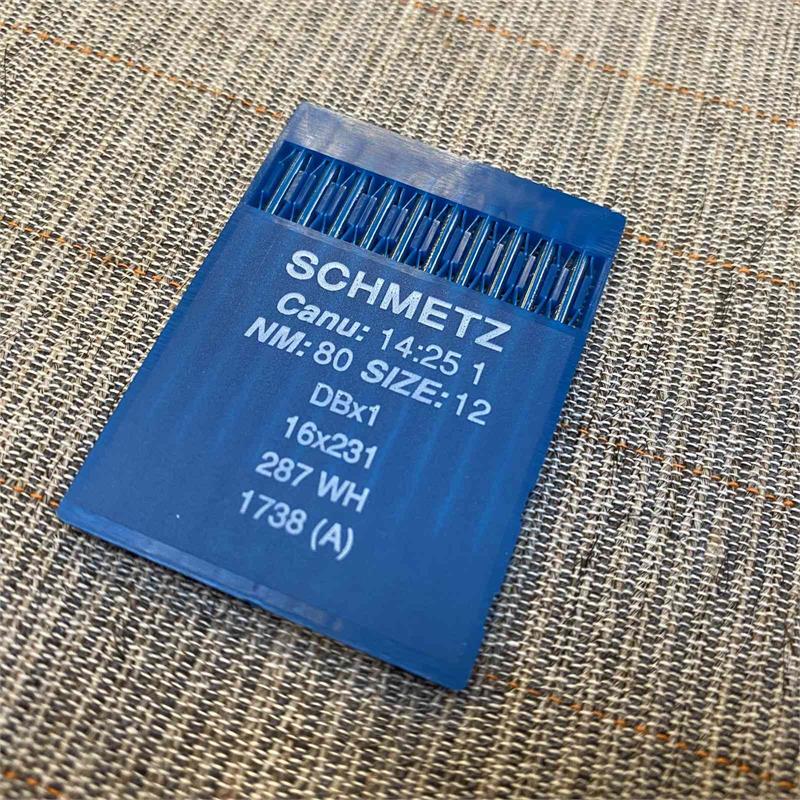 SCHMETZ
Canu: 14:25 1
NM: 80 SIZE: 12
DBx1
16x231
287 WH
1738 (A)